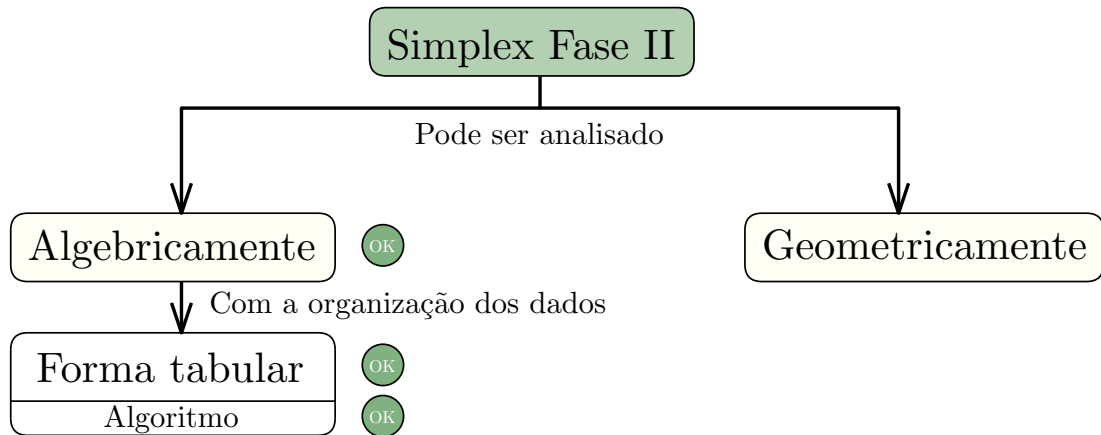 Simplex Fase II
Pode ser analisado
Algebricamente
OK
Geometricamente
Com a organização dos dados
Forma tabular
OK
Algoritmo
OK